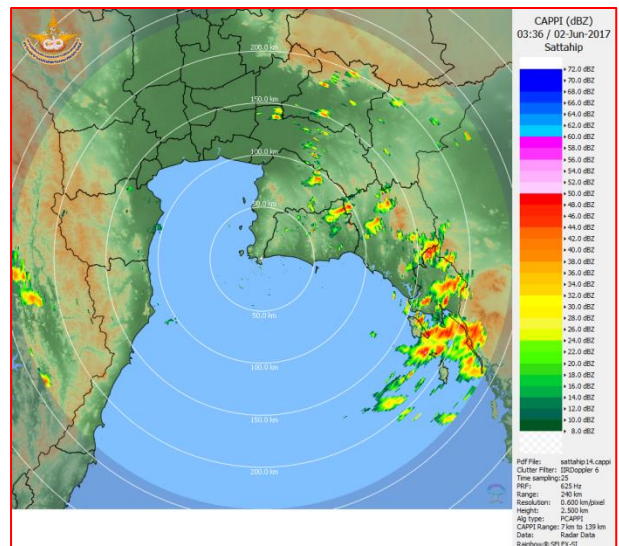 CAPPI (dBZ)
03:36 / 02-Jun-2017
Sattahip
72.0 dBZ
70.0 dBZ
68.0 dBZ
66.0 dBZ
64.0 dBZ
62.0 dBZ
60.0 dBZ
58.0 dBZ
56.0 dBZ
54.0 dBZ
52.0 dBZ
50.0 dBZ
48.0 dBZ
46.0 dBZ
44.0 dBZ
42.0 dBZ
40.0 dBZ
38.0 dBZ
36.0 dBZ
34.0 dBZ
32.0 dBZ
30.0 dBZ
28.0 dBZ
26.0 dBZ
24.0 dBZ
22.0 dBZ
20.0 dBZ
18.0 dBZ
16.0 dBZ
14.0 dBZ
12.0 dBZ
10.0 dBZ
8.0 dBZ
Pdf File: sattahip14.cappi
Clutter Filter: IIRDoppler 6
Time sampling:25
PRF: 625 Hz
Range: 240 km
Resolution: 0.600 km/pixel
Height: 2.500 km
Alg type: PCAPPI
CAPPI Range: 7 km to 139 km
Data: Radar Data
Rainbow® SELEX-SI
200.0 km
150.0 km
100.0 km
50.0 km
50.0 km
100.0 km
150.0 km
200.0 km